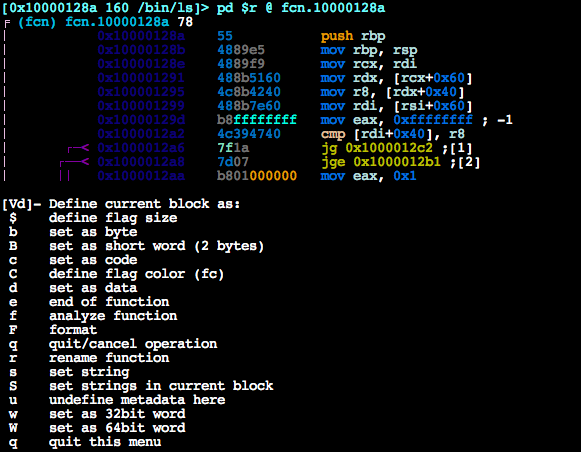 [0x10000128a 160 /bin/ls]> pd $r @ fcn.10000128a
(fcn) fcn.10000128a 78
0x10000128a 55 push rbp
0x10000128b 4889e5 mov rbp, rsp
0x10000128e 4889f9 mov rcx, rdi
0x100001291 488b5160 mov rdx, [rcx+0x60]
0x100001295 4c8b4240 mov r8, [rdx+0x40]
0x100001299 488b7e60 mov rdi, [rsi+0x60]
0x10000129d b8ffffffff mov eax, 0xffffffff ; -1
0x1000012a2 4c394740 cmp [rdi+0x40], r8
< 0x1000012a6 7f1a jg 0x1000012c2 ;[1]
< 0x1000012a8 7d07 jge 0x1000012b1 ;[2]
0x1000012aa b801000000 mov eax, 0x1
[Vd]- Define current block as:
$ define flag size
b set as byte
B set as short word (2 bytes)
c set as code
C define flag color (fc)
d set as data
e end of function
f analyze function
F format
q quit/cancel operation
r rename function
s set string
S set strings in current block
u undefine metadata here
w set as 32bit word
W set as 64bit word
q quit this menu